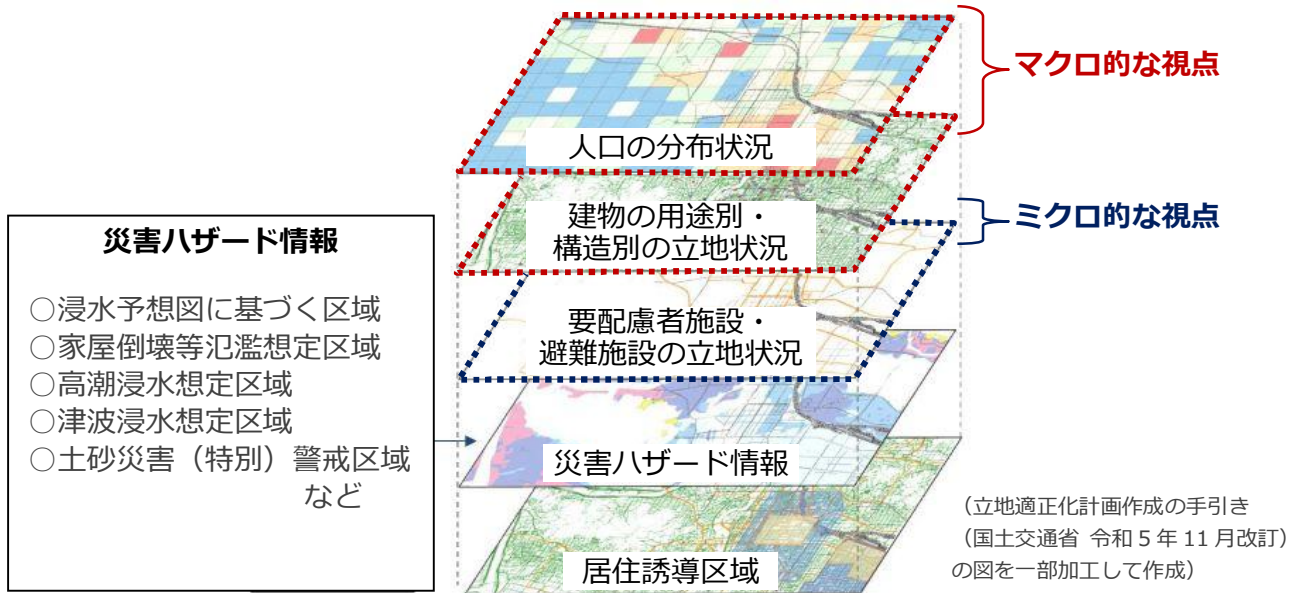 マクロ的な視点
人口の分布状況
ミクロ的な視点
建物の用途別・
構造別の立地状況
災害ハザード情報
○浸水予想図に基づく区域
○家屋倒壊等氾濫想定区域
○高潮浸水想定区域
○津波浸水想定区域
○土砂災害（特別）警戒区域
など
要配慮者施設・
避難施設の立地状況
災害ハザード情報
居住誘導区域
（立地適正化計画作成の手引き
（国土交通省 令和５年 11 月改訂）
の図を一部加工して作成）